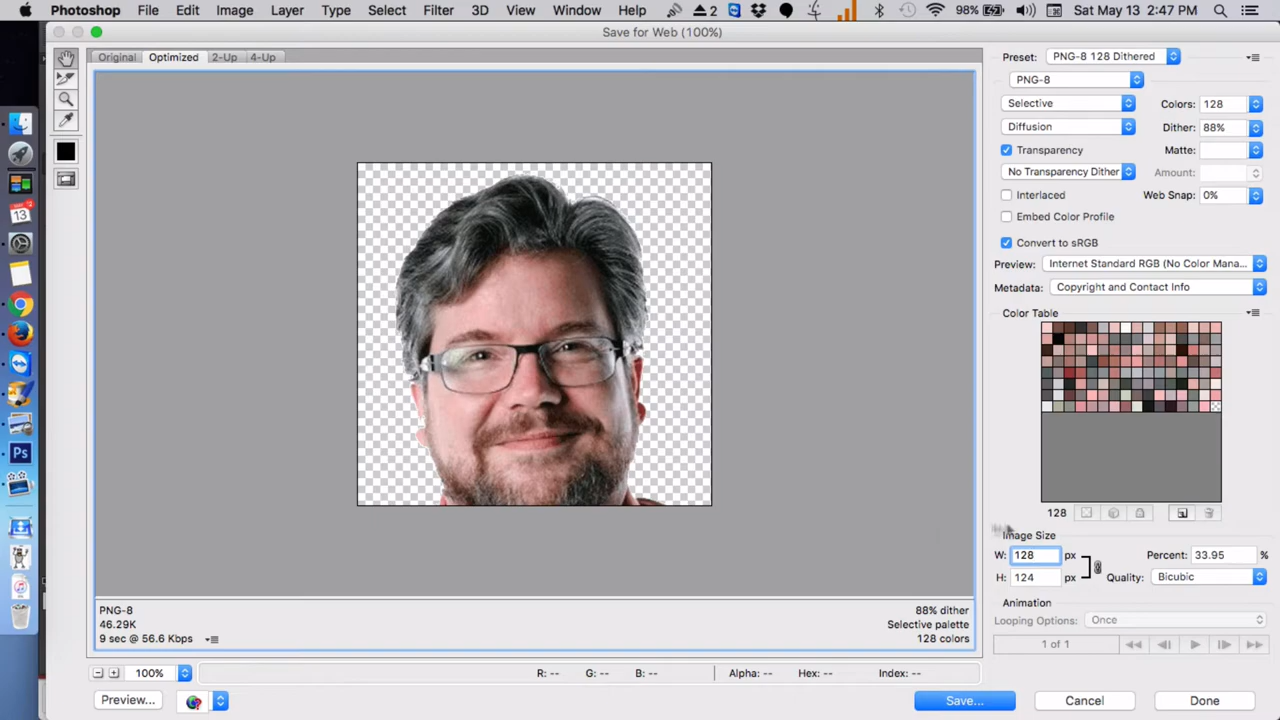 Photoshop File Edit Image Layer Type Select Filter 3D View Window Help 2 98% Sat May 13 2:47 PM
Save for Web (100%)
Original Optimized 2-Up 4-Up
Preset: PNG-8 128 Dithered
PNG-8
Selective Colors: 128
Diffusion Dither: 88%
Transparency Matte:
No Transparency Dither Amount:
Interlaced Web Snap: 0%
Embed Color Profile
Convert to sRGB
Preview: Internet Standard RGB (No Color Mana...
Metadata: Copyright and Contact Info
Color Table
128
Image Size
W: 128 px Percent: 33.95 %
H: 124 px Quality: Bicubic
Animation
Looping Options: Once
1 of 1
PNG-8 88% dither
46.29K Selective palette
9 sec @ 56.6 Kbps 128 colors
100% R: -- G: -- B: -- Alpha: -- Hex: -- Index: --
Preview... Save... Cancel Done
13
Ps